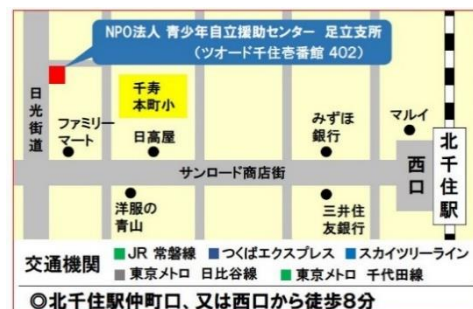 NPO法人 青少年自立援助センター 足立支所
（ツオード千住壱番館 402）
日光街道
千寿
本町小
ファミリー
マート
日高屋
みずほ
銀行
マルイ
北千住駅
西口
サンロード商店街
洋服の
青山
三井住
友銀行
交通機関
JR 常磐線 つくばエクスプレス スカイツリーライン
東京メトロ 日比谷線 東京メトロ 千代田線
◎北千住駅仲町口、又は西口から徒歩8分